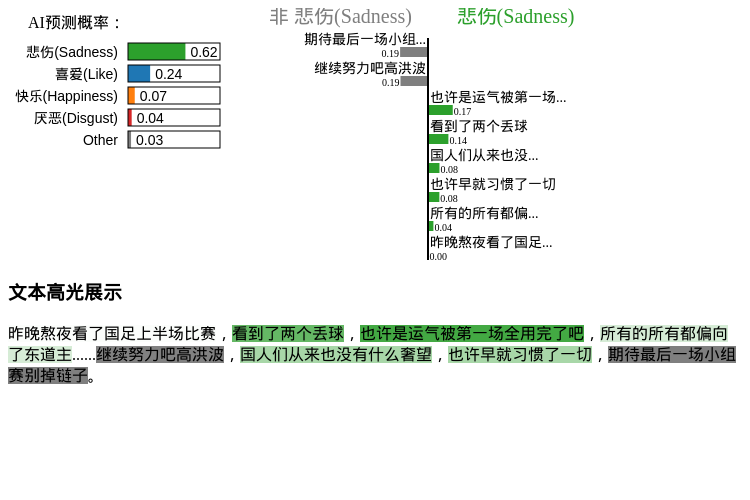 AI预测概率：
悲伤(Sadness) 0.62
喜爱(Like) 0.24
快乐(Happiness) 0.07
厌恶(Disgust) 0.04
Other 0.03
非 悲伤(Sadness) 悲伤(Sadness)
期待最后一场小组...
0.19
继续努力吧高洪波
0.19
也许是运气被第一场...
0.17
看到了两个丢球
0.14
国人们从来也没...
0.08
也许早就习惯了一切
0.08
所有的所有都偏...
0.04
昨晚熬夜看了国足...
0.00
文本高光展示
昨晚熬夜看了国足上半场比赛，看到了两个丢球，也许是运气被第一场全用完了吧，所有的所有都偏向
了东道主......继续努力吧高洪波，国人们从来也没有什么奢望，也许早就习惯了一切，期待最后一场小组
赛别掉链子。